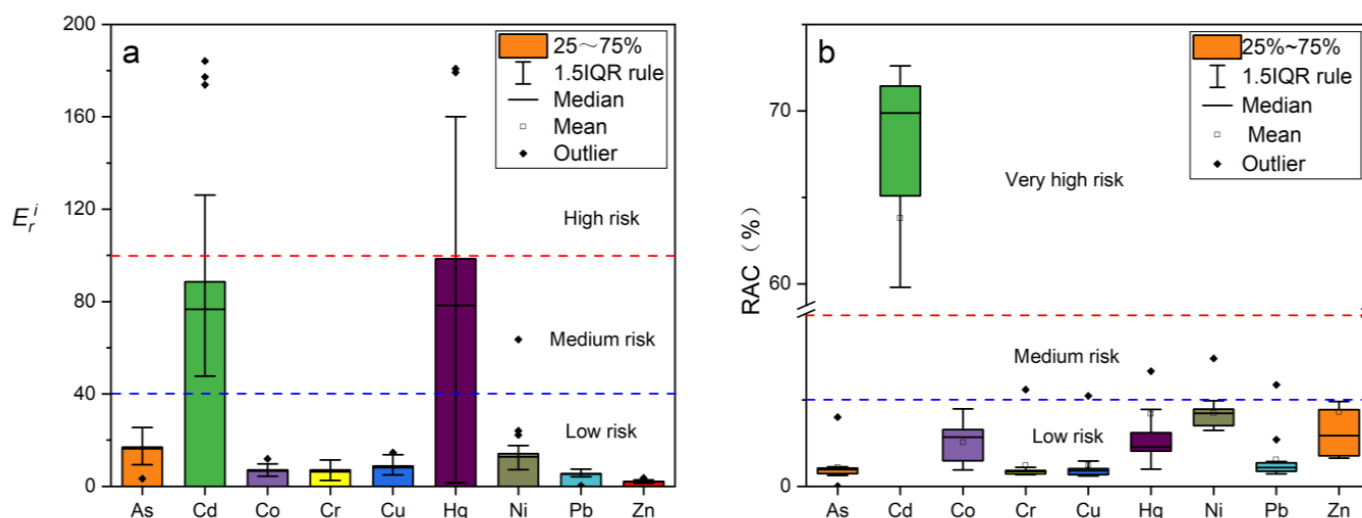 a
200
160
120
80
40
0
E_r^i
25～75%
1.5IQR rule
Median
Mean
Outlier
High risk
Medium risk
Low risk
As Cd Co Cr Cu Hg Ni Pb Zn
b
70
60
0
RAC（%）
25%~75%
1.5IQR rule
Median
Mean
Outlier
Very high risk
Medium risk
Low risk
As Cd Co Cr Cu Hg Ni Pb Zn